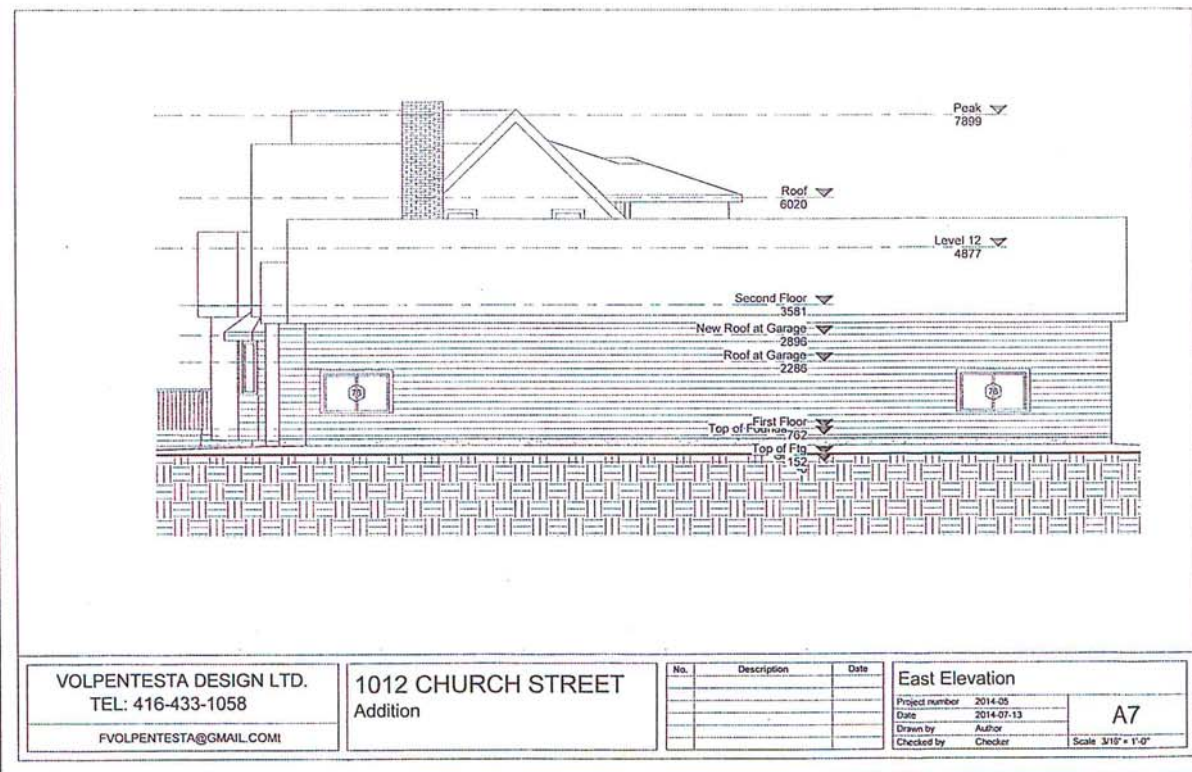 Peak
7899
Roof
6020
Level 12
4877
Second Floor
3581
New Roof at Garage
2896
Roof at Garage
2286
First Floor
Top of
762
Top of Ftg
152
76
76
VOLPENTESTA DESIGN LTD.
TEL: 416-433-1058
1012 CHURCH STREET
Addition
No.
Description
Date
East Elevation
Project number 2014-05
Date 2014-07-13
Drawn by Author
Checked by Checker
A7
Scale 3/16" = 1'-0"
FVOLPENTESTA@GMAIL.COM